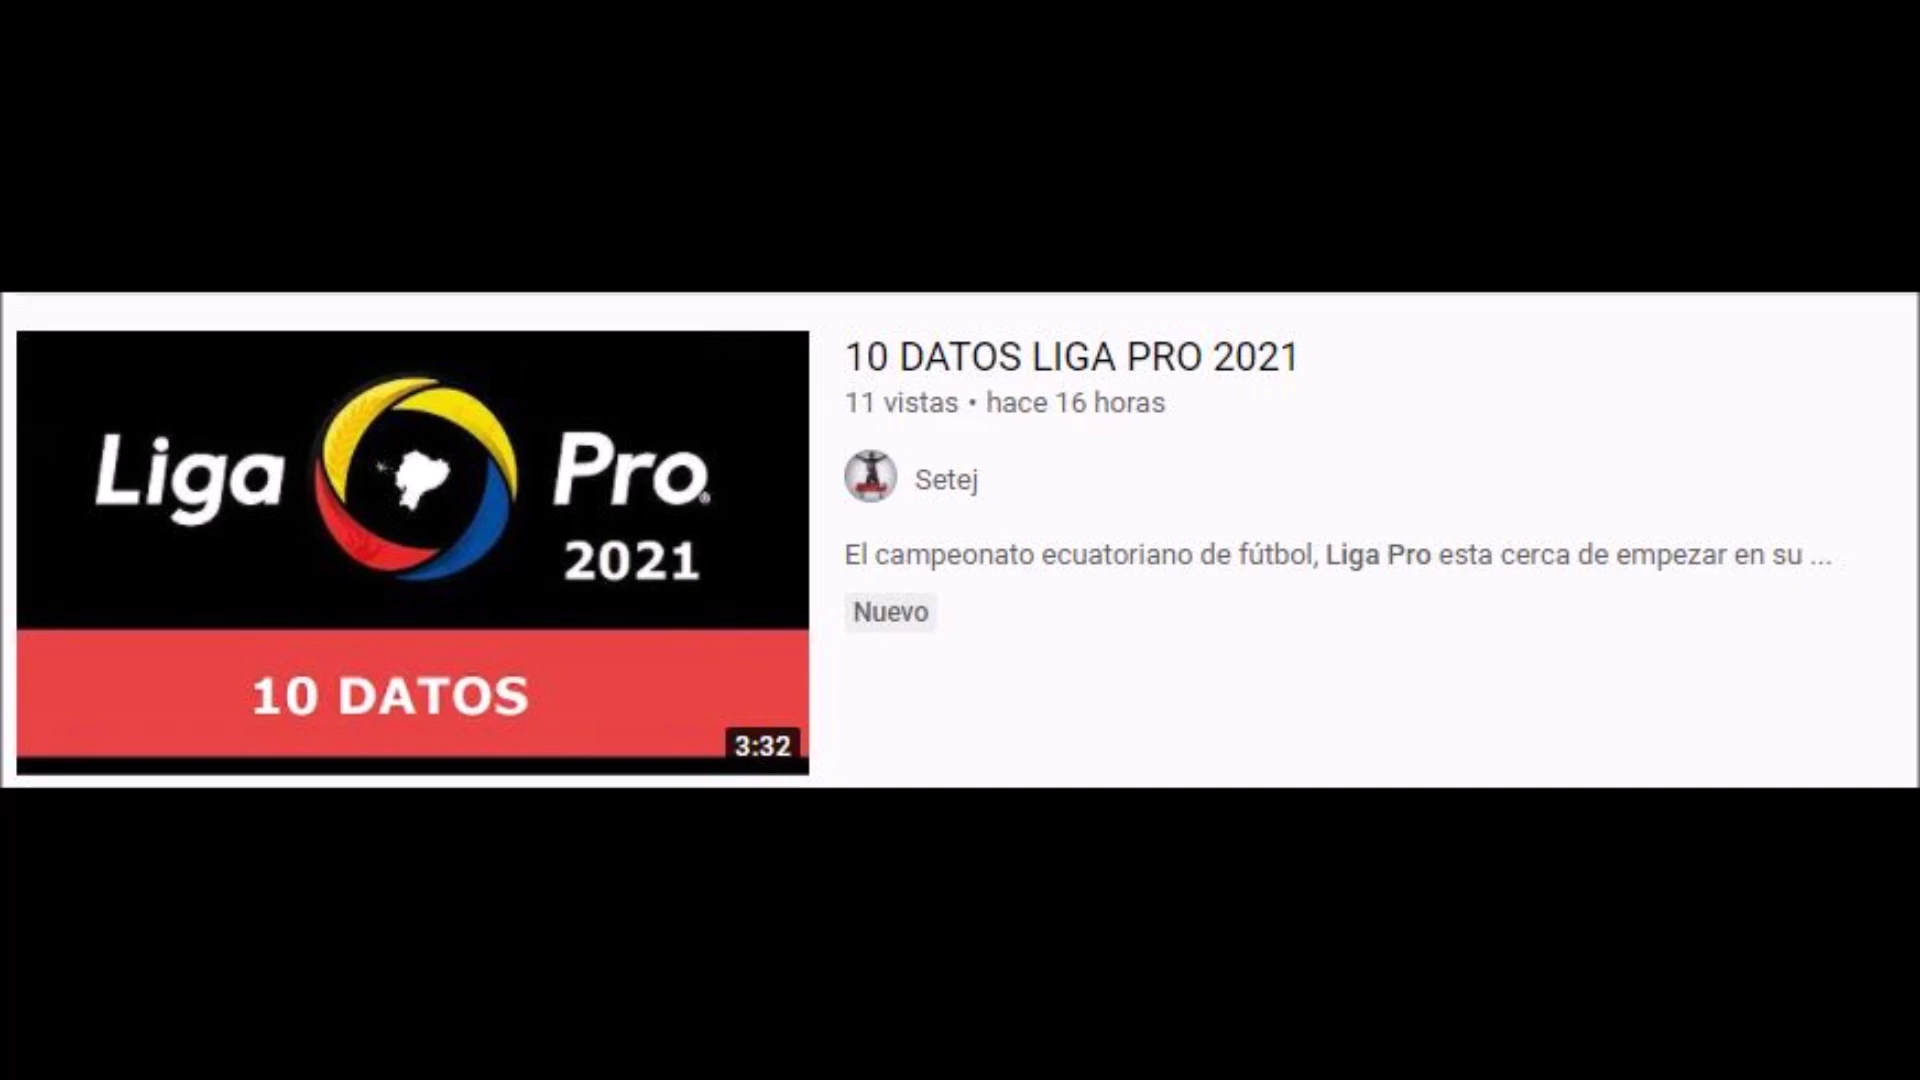 Liga Pro®
2021
10 DATOS
3:32
10 DATOS LIGA PRO 2021
11 vistas • hace 16 horas
Setej
El campeonato ecuatoriano de fútbol, Liga Pro esta cerca de empezar en su ...
Nuevo